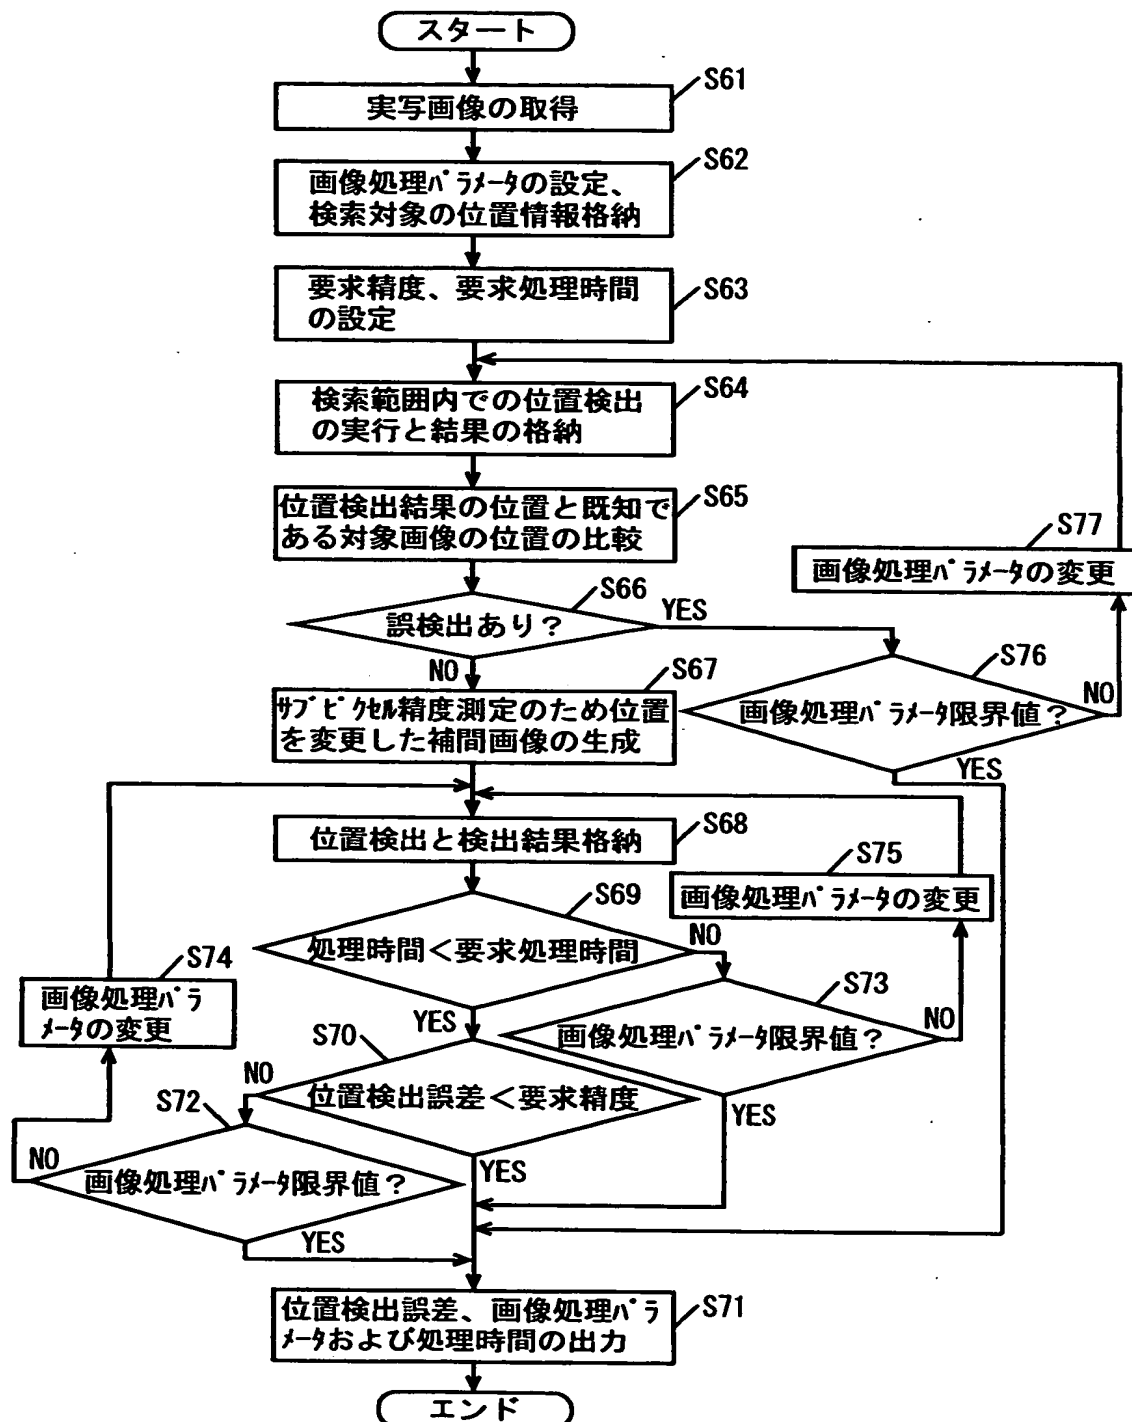 スタート
S61
実写画像の取得
S62
画像処理ﾊﾟﾗﾒｰﾀの設定、
検索対象の位置情報格納
S63
要求精度、要求処理時間
の設定
S64
検索範囲内での位置検出
の実行と結果の格納
S65
位置検出結果の位置と既知で
ある対象画像の位置の比較
S77
画像処理ﾊﾟﾗﾒｰﾀの変更
S66
誤検出あり?
YES
NO
S76
画像処理ﾊﾟﾗﾒｰﾀ限界値?
NO
YES
S67
ｻﾌﾞﾋﾟｸｾﾙ精度測定のため位置
を変更した補間画像の生成
S68
位置検出と検出結果格納
S75
画像処理ﾊﾟﾗﾒｰﾀの変更
S69
処理時間<要求処理時間
NO
YES
S74
画像処理ﾊﾟﾗ
ﾒｰﾀの変更
S73
画像処理ﾊﾟﾗﾒｰﾀ限界値?
NO
YES
S70
位置検出誤差<要求精度
NO
YES
S72
画像処理ﾊﾟﾗﾒｰﾀ限界値?
NO
YES
S71
位置検出誤差、画像処理ﾊﾟﾗ
ﾒｰﾀおよび処理時間の出力
エンド